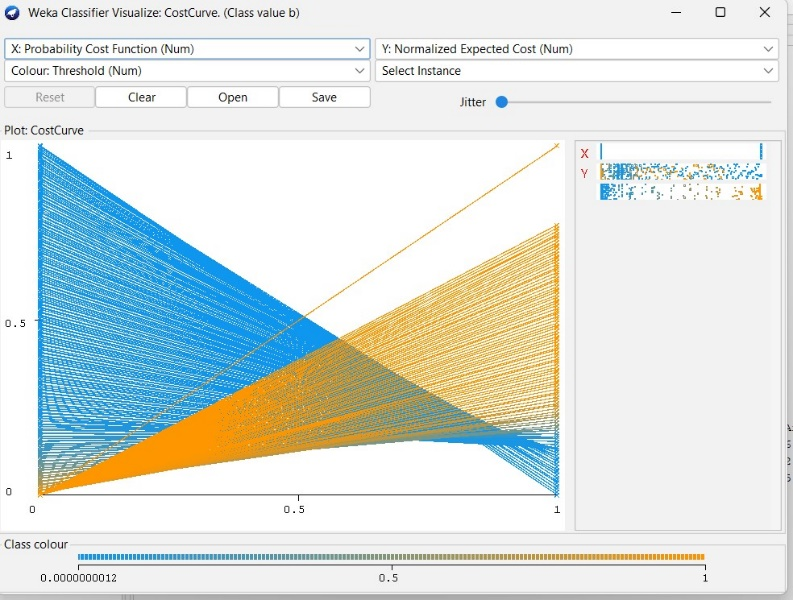 Weka Classifier Visualize: CostCurve. (Class value b)
X: Probability Cost Function (Num)
Y: Normalized Expected Cost (Num)
Colour: Threshold (Num)
Select Instance
Reset
Clear
Open
Save
Jitter
Plot: CostCurve
1
0.5
0
0
0.5
1
X
Y
Class colour
0.0000000012
0.5
1